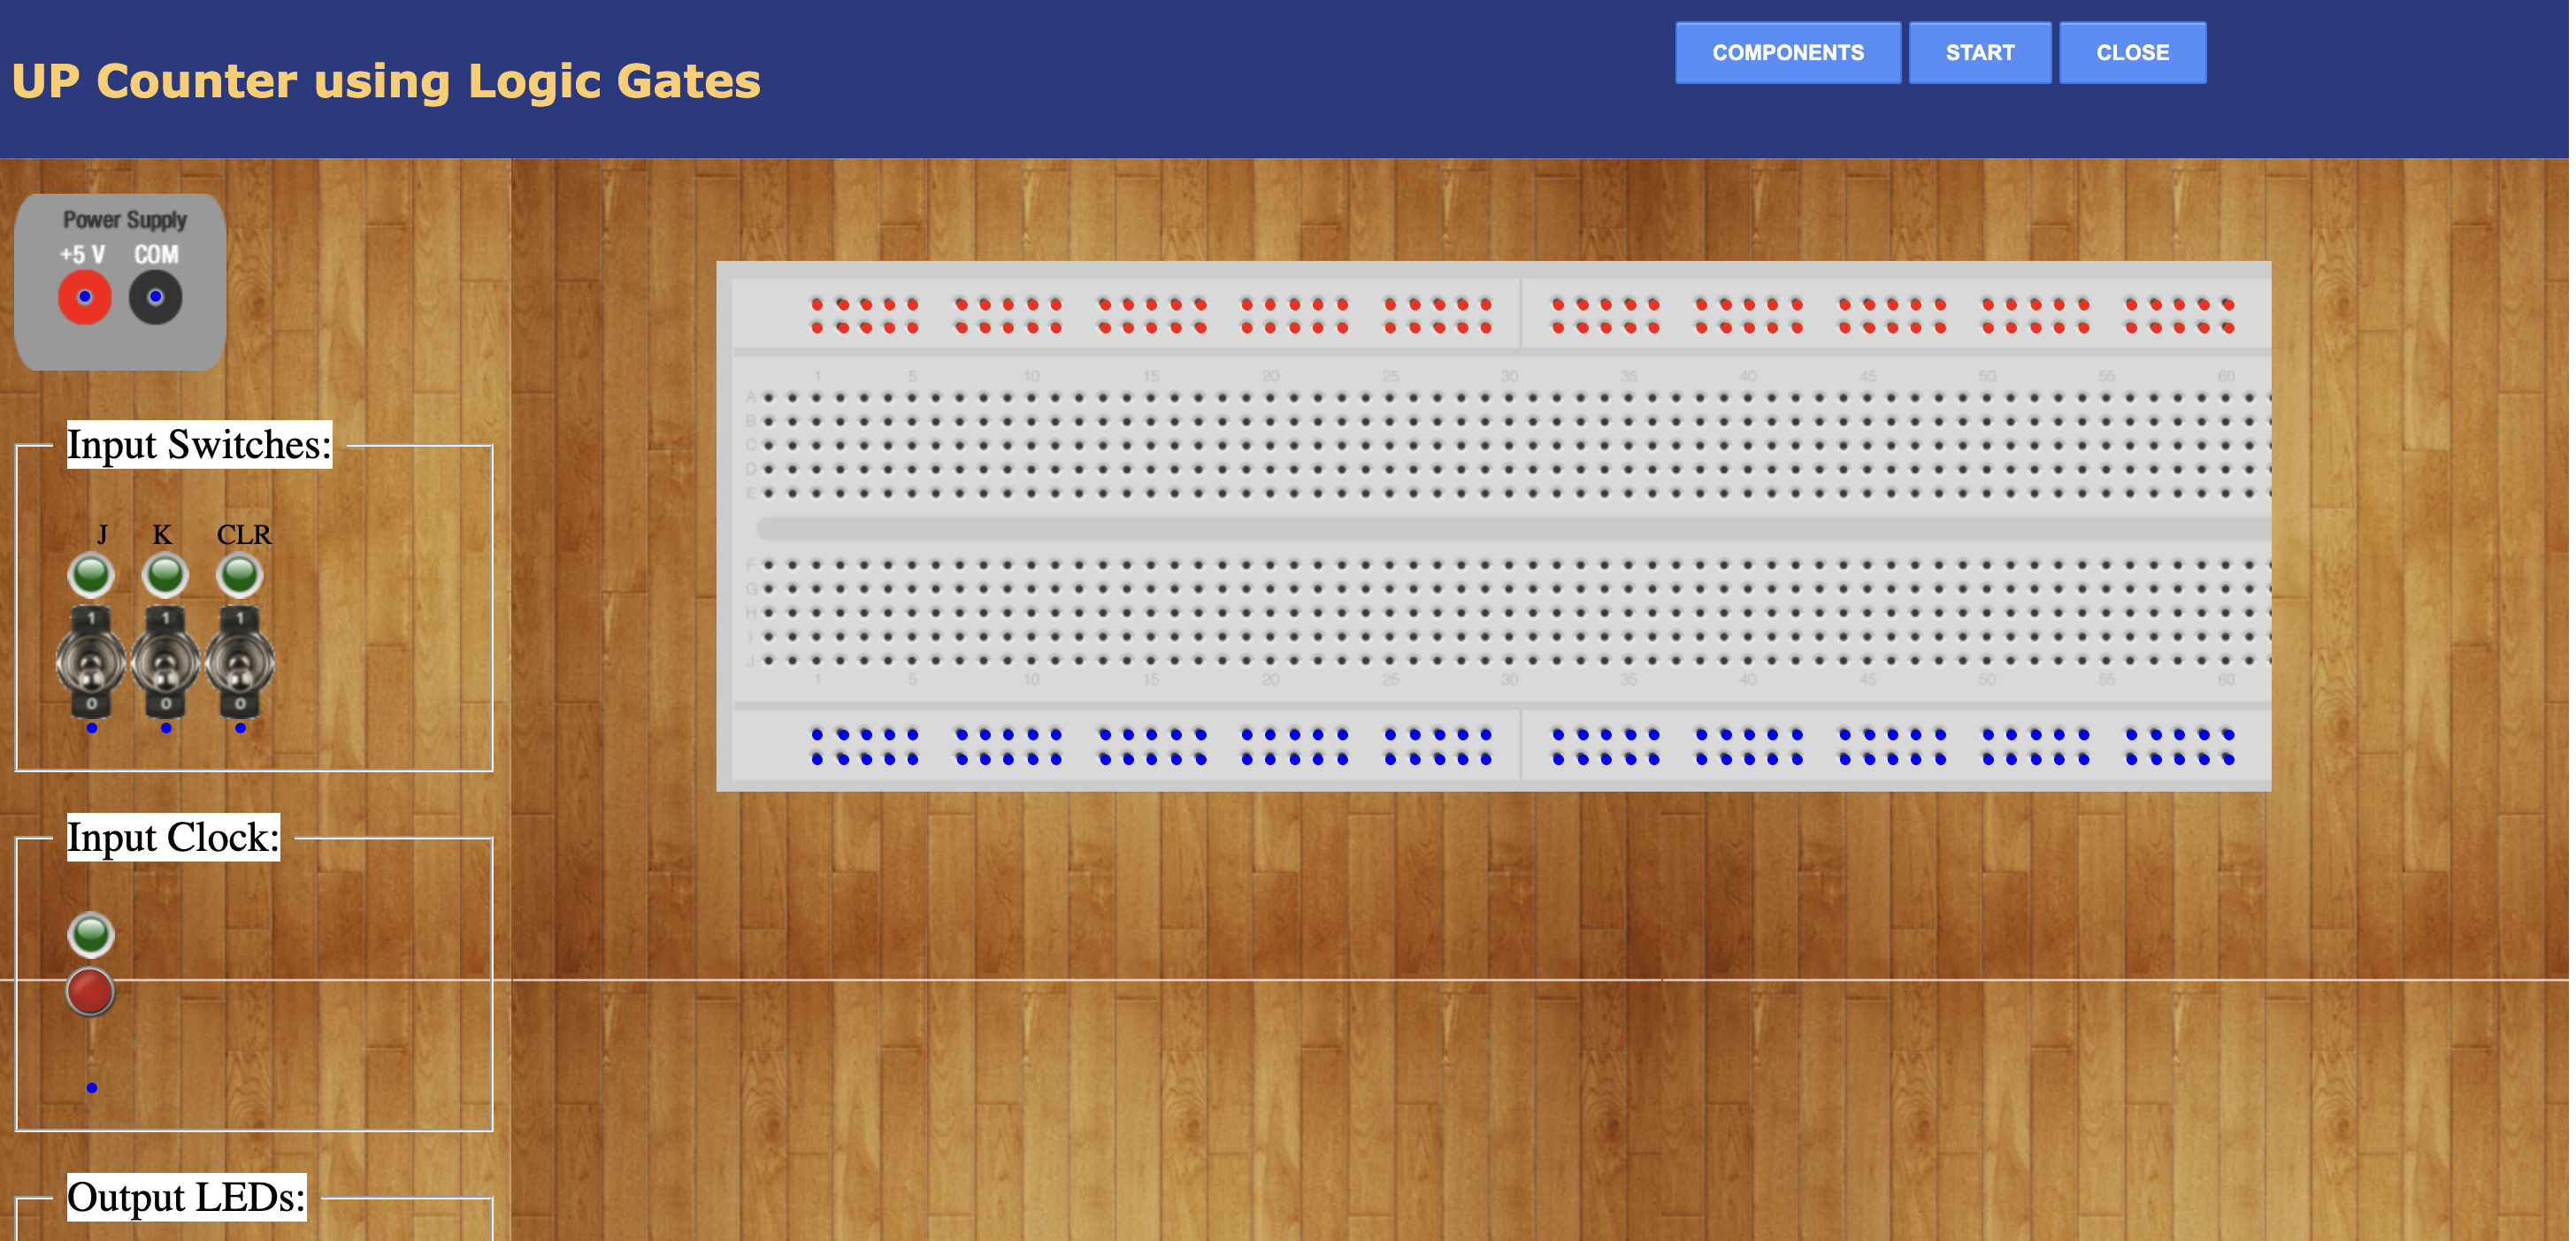 UP Counter using Logic Gates
COMPONENTS START CLOSE
Power Supply
+5 V COM
Input Switches:
J K CLR
1 1 1
0 0 0
Input Clock:
Output LEDs:
1 5 10 15 20 25 30 35 40 45 50 55 60
A
B
C
D
E
F
G
H
I
J
1 5 10 15 20 25 30 35 40 45 50 55 60